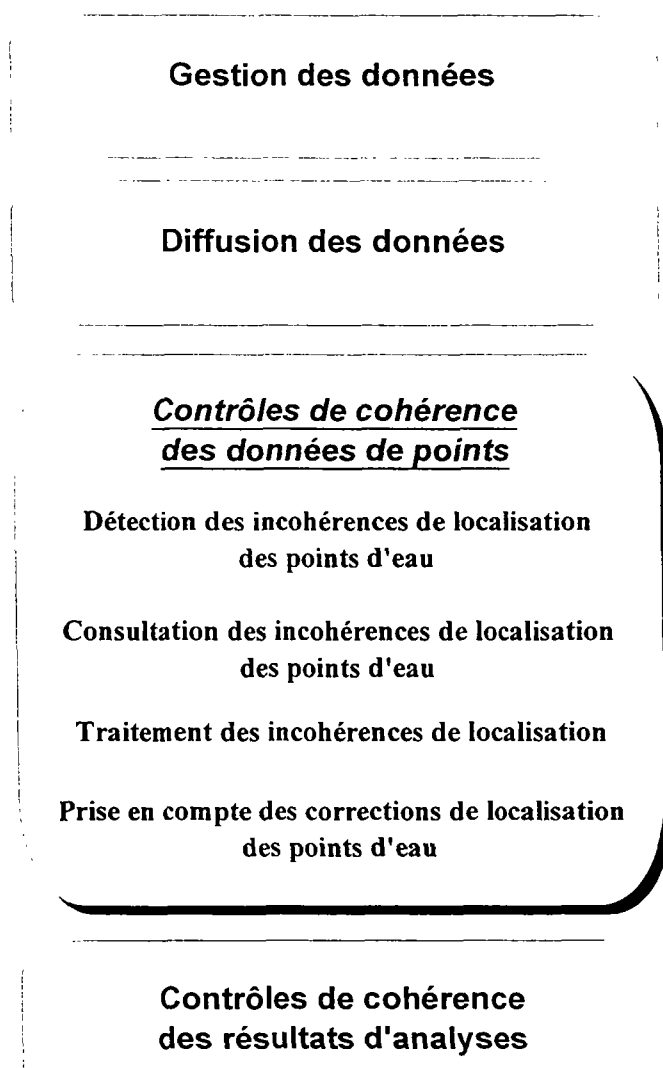 Gestion des données
Diffusion des données
Contrôles de cohérence
des données de points
Détection des incohérences de localisation
des points d'eau
Consultation des incohérences de localisation
des points d'eau
Traitement des incohérences de localisation
Prise en compte des corrections de localisation
des points d'eau
Contrôles de cohérence
des résultats d'analyses